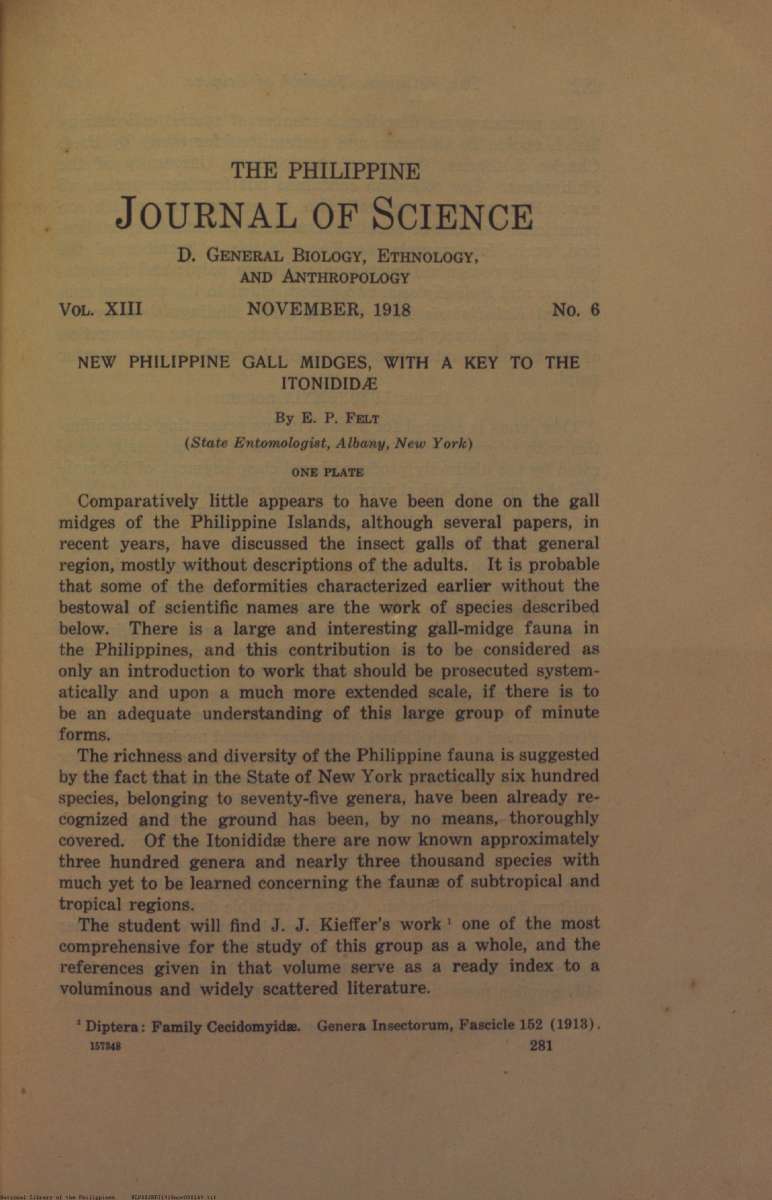 THE PHILIPPINE
JOURNAL OF SCIENCE
D. GENERAL BIOLOGY, ETHNOLOGY,
AND ANTHROPOLOGY
VOL. XIII NOVEMBER, 1918 No. 6
NEW PHILIPPINE GALL MIDGES, WITH A KEY TO THE
ITONIDIDÆ
By E. P. FELT
(State Entomologist, Albany, New York)
ONE PLATE
Comparatively little appears to have been done on the gall
midges of the Philippine Islands, although several papers, in
recent years, have discussed the insect galls of that general
region, mostly without descriptions of the adults. It is probable
that some of the deformities characterized earlier without the
bestowal of scientific names are the work of species described
below. There is a large and interesting gall-midge fauna in
the Philippines, and this contribution is to be considered as
only an introduction to work that should be prosecuted system-
atically and upon a much more extended scale, if there is to
be an adequate understanding of this large group of minute
forms.
The richness and diversity of the Philippine fauna is suggested
by the fact that in the State of New York practically six hundred
species, belonging to seventy-five genera, have been already re-
cognized and the ground has been, by no means, thoroughly
covered. Of the Itonididæ there are now known approximately
three hundred genera and nearly three thousand species with
much yet to be learned concerning the faunæ of subtropical and
tropical regions.
The student will find J. J. Kieffer's work ¹ one of the most
comprehensive for the study of this group as a whole, and the
references given in that volume serve as a ready index to a
voluminous and widely scattered literature.
¹ Diptera: Family Cecidomyidæ. Genera Insectorum, Fascicle 152 (1913).
157348 281
National Library of the Philippines